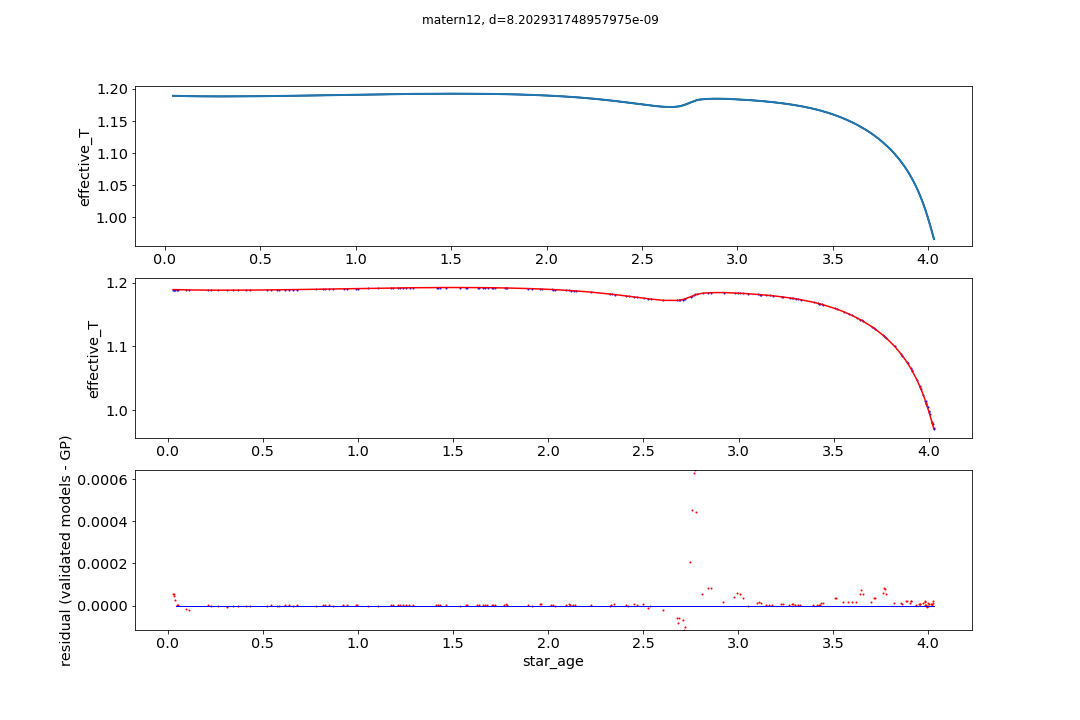 matern12, d=8.202931748957975e-09
effective_T
1.20
1.15
1.10
1.05
1.00
0.0 0.5 1.0 1.5 2.0 2.5 3.0 3.5 4.0
effective_T
1.2
1.1
1.0
0.0 0.5 1.0 1.5 2.0 2.5 3.0 3.5 4.0
residual (validated models - GP)
0.0006
0.0004
0.0002
0.0000
0.0 0.5 1.0 1.5 2.0 2.5 3.0 3.5 4.0
star_age